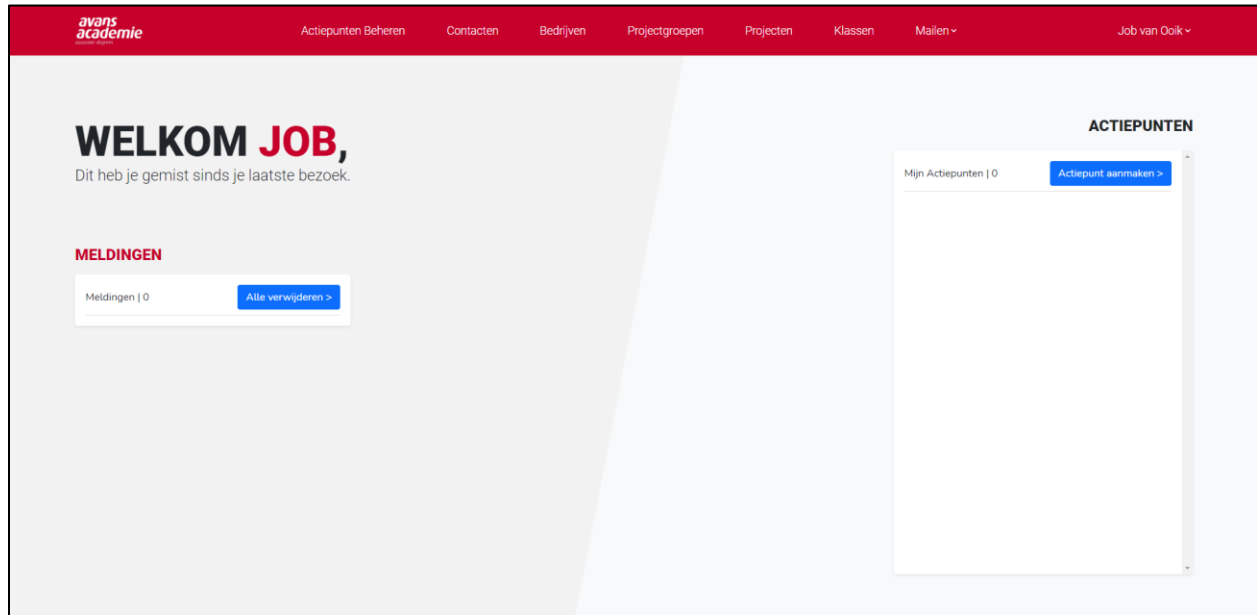 avans
academie
Actiepunten Beheren Contacten Bedrijven Projectgroepen Projecten Klassen Mailen Job van Ooik
WELKOM JOB,
Dit heb je gemist sinds je laatste bezoek.
MELDINGEN
Meldingen | 0 Alle verwijderen >
ACTIEPUNTEN
Mijn Actiepunten | 0 Actiepunt aanmaken >